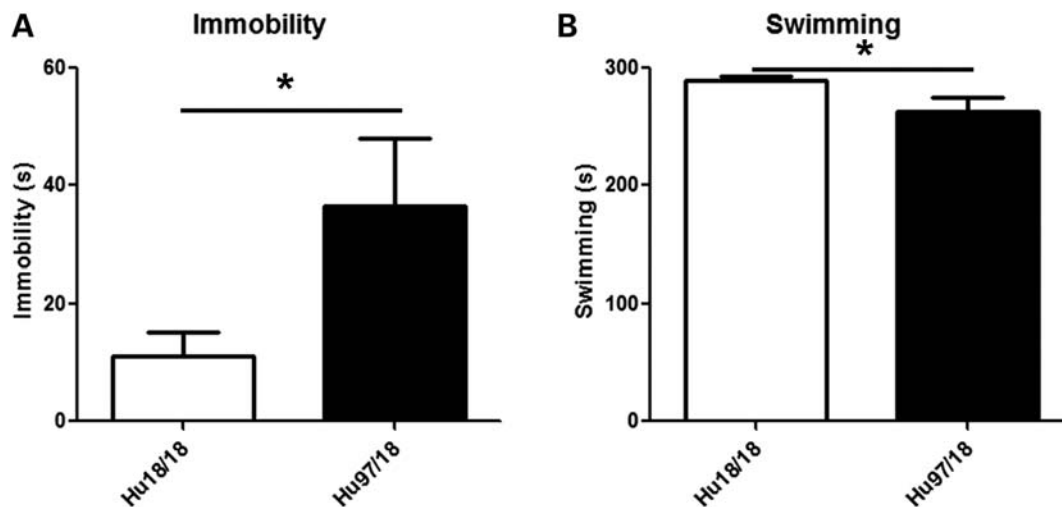 A
Immobility
*
Immobility (s)
60
40
20
0
Hu18/18
Hu97/18
B
Swimming
*
Swimming (s)
300
200
100
0
Hu18/18
Hu97/18